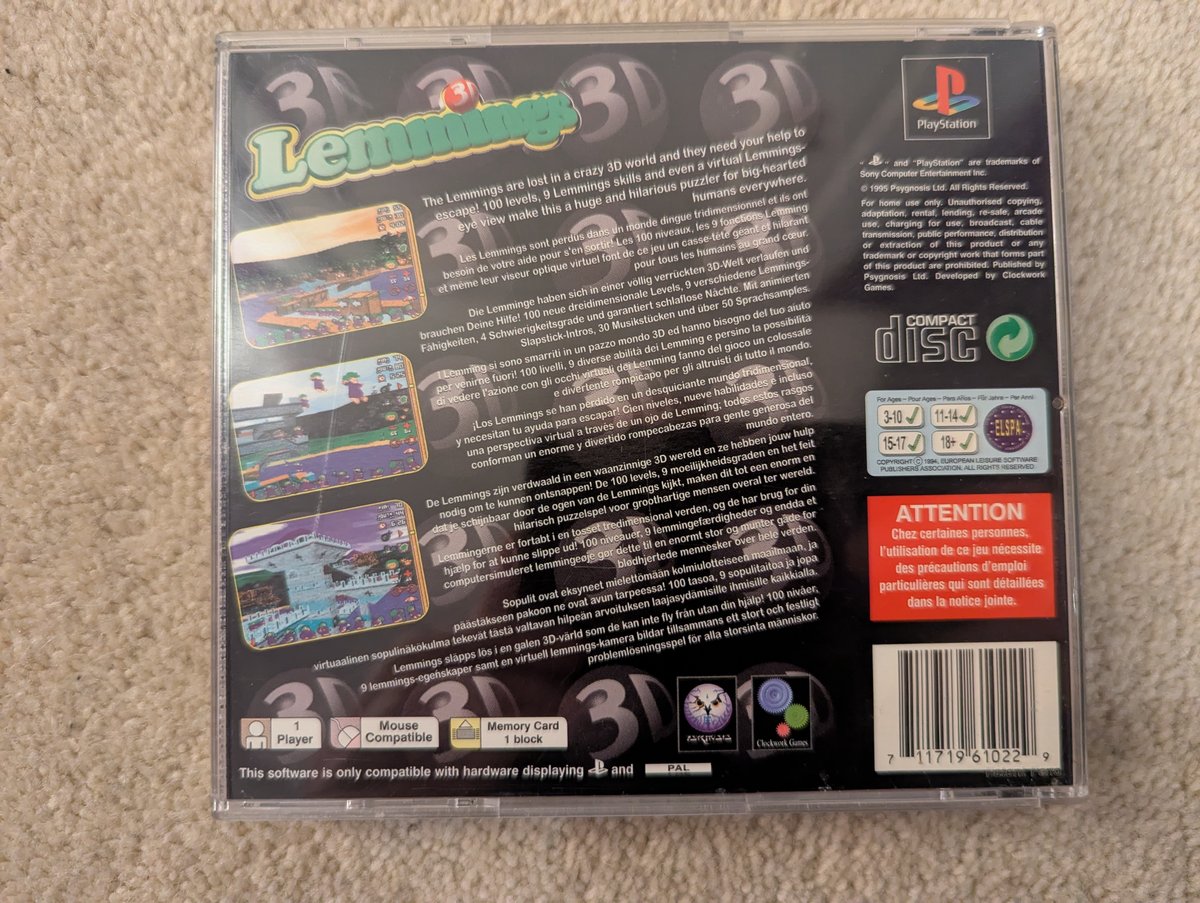 3D
Lemmings
The Lemmings are lost in a crazy 3D world and they need your help to
escape! 100 levels, 9 Lemmings skills and even a virtual Lemmings-
eye view make this a huge and hilarious puzzler for big-hearted
humans everywhere.
Les Lemmings sont perdus dans un monde dingue tridimensionnel et ils ont
besoin de votre aide pour s'en sortir! Les 100 niveaux, les 9 fonctions Lemming
et même leur viseur optique virtuel font de ce jeu un casse-tête géant et hilarant
pour tous les humains au grand cœur.
Die Lemminge haben sich in einer völlig verrückten 3D-Welt verlaufen und
brauchen Deine Hilfe! 100 neue dreidimensionale Levels, 9 verschiedene Lemmings-
Fähigkeiten, 4 Schwierigkeitsgrade und garantiert schlaflose Nächte. Mit animierten
Slapstick-Intros, 30 Musikstücken und über 50 Sprachsamples.
I Lemming si sono smarriti in un pazzo mondo 3D ed hanno bisogno del tuo aiuto
per venirne fuori! 100 livelli, 9 diverse abilità dei Lemming e persino la possibilità
di vedere l'azione con gli occhi virtuali dei Lemming fanno del gioco un colossale
e divertente rompicapo per gli altruisti di tutto il mondo.
¡Los Lemmings se han pérdido en un desquiciante mundo tridimensional,
y necesitan tu ayuda para escapar! Cien niveles, nueve habilidades e incluso
una perspectiva virtual a través de un ojo de Lemming; todos estos rasgos
conforman un enorme y divertido rompecabezas para gente generosa del
mundo entero.
De Lemmings zijn verdwaald in een waanzinnige 3D wereld en ze hebben jouw hulp
nodig om te kunnen ontsnappen! De 100 levels, 9 moeilijkheidsgraden en het feit
dat je schijnbaar door de ogen van de Lemmings kijkt, maken dit tot een enorm en
hilarisch puzzelspel voor groothartige mensen overal ter wereld.
Lemmingerne er fortabt i en tosset tredimensional verden, og de har brug for din
hjælp for at kunne slippe ud! 100 niveauer, 9 lemmingefærdigheder og endda et
computersimuleret lemmingeøje gør dette til en enormt stor og munter gåde for
blødhjertede mennesker over hele verden.
Sopulit ovat eksyneet mielettömään kolmiulotteiseen maailmaan, ja
päästäkseen pakoon ne ovat avun tarpeessa! 100 tasoa, 9 sopulitaitoa ja jopa
virtuaalinen sopulinäkokulma tekevät tästä valtavan hilpeän arvoituksen laajasydämisille ihmisille kaikkialla.
Lemmings släpps lös i en galen 3D-värld som de kan inte fly från utan din hjälp! 100 nivåer,
9 lemmings-egenskaper samt en virtuell lemmings-kamera bildar tillsammans ett stort och festligt
problemlösningsspel för alla storsinta människor.
1
Player
Mouse
Compatible
Memory Card
1 block
PSYGNOSIS
Clockwork Games
This software is only compatible with hardware displaying and PAL
PlayStation
" " and "PlayStation" are trademarks of
Sony Computer Entertainment Inc.
© 1995 Psygnosis Ltd. All Rights Reserved.
For home use only. Unauthorised copying,
adaptation, rental, lending, re-sale, arcade
use, charging for use, broadcast, cable
transmission, public performance, distribution
or extraction of this product or any
trademark or copyright work that forms part
of this product are prohibited. Published by
Psygnosis Ltd. Developed by Clockwork
Games.
COMPACT
disc
For Ages - Pour Ages - Para Años - Für Jahre - Per Anni
3-10 11-14
15-17 18+
ELSPA
COPYRIGHT © 1994, EUROPEAN LEISURE SOFTWARE
PUBLISHERS ASSOCIATION. ALL RIGHTS RESERVED
ATTENTION
Chez certaines personnes,
l'utilisation de ce jeu nécessite
des précautions d'emploi
particulières qui sont détaillées
dans la notice jointe.
7 11719 61022 9